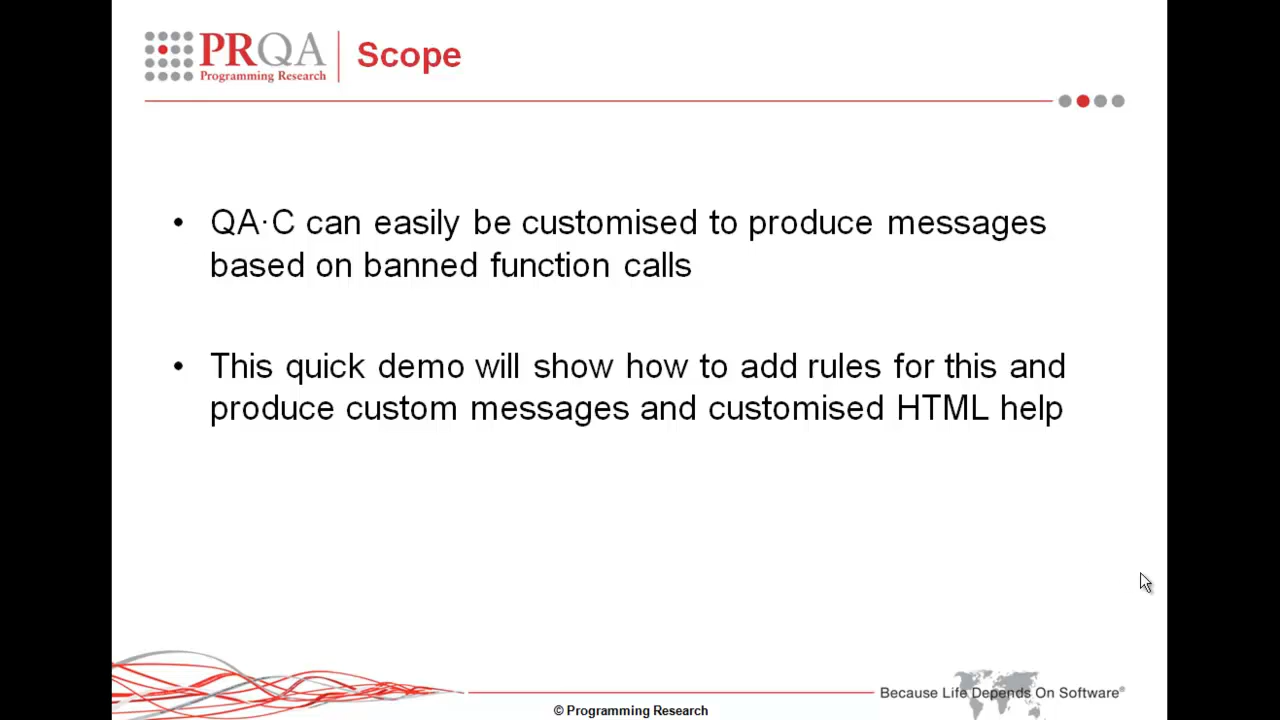 PRQA
Programming Research
Scope
• QA·C can easily be customised to produce messages
based on banned function calls
• This quick demo will show how to add rules for this and
produce custom messages and customised HTML help
Because Life Depends On Software®
© Programming Research